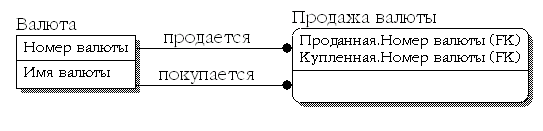 Валюта
Номер валюты
Имя валюты
продается
покупается
Продажа валюты
Проданная.Номер валюты (FK)
Купленная.Номер валюты (FK)